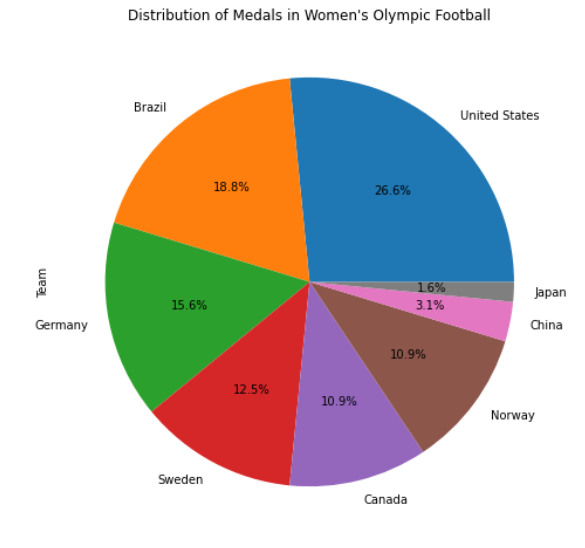 Distribution of Medals in Women's Olympic Football
United States
Brazil
26.6%
18.8%
Team
Germany
15.6%
1.6%
Japan
3.1%
China
12.5%
10.9%
10.9%
Norway
Sweden
Canada